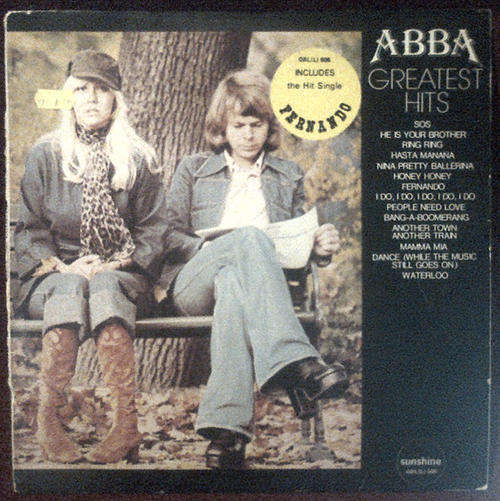 ABBA
GREATEST
HITS
SOS
HE IS YOUR BROTHER
RING RING
HASTA MANANA
NINA PRETTY BALLERINA
HONEY HONEY
FERNANDO
I DO, I DO, I DO, I DO, I DO
PEOPLE NEED LOVE
BANG-A-BOOMERANG
ANOTHER TOWN
ANOTHER TRAIN
MAMMA MIA
DANCE (WHILE THE MUSIC
STILL GOES ON)
WATERLOO
INCLUDES
the Hit Single
FERNANDO
sunshine